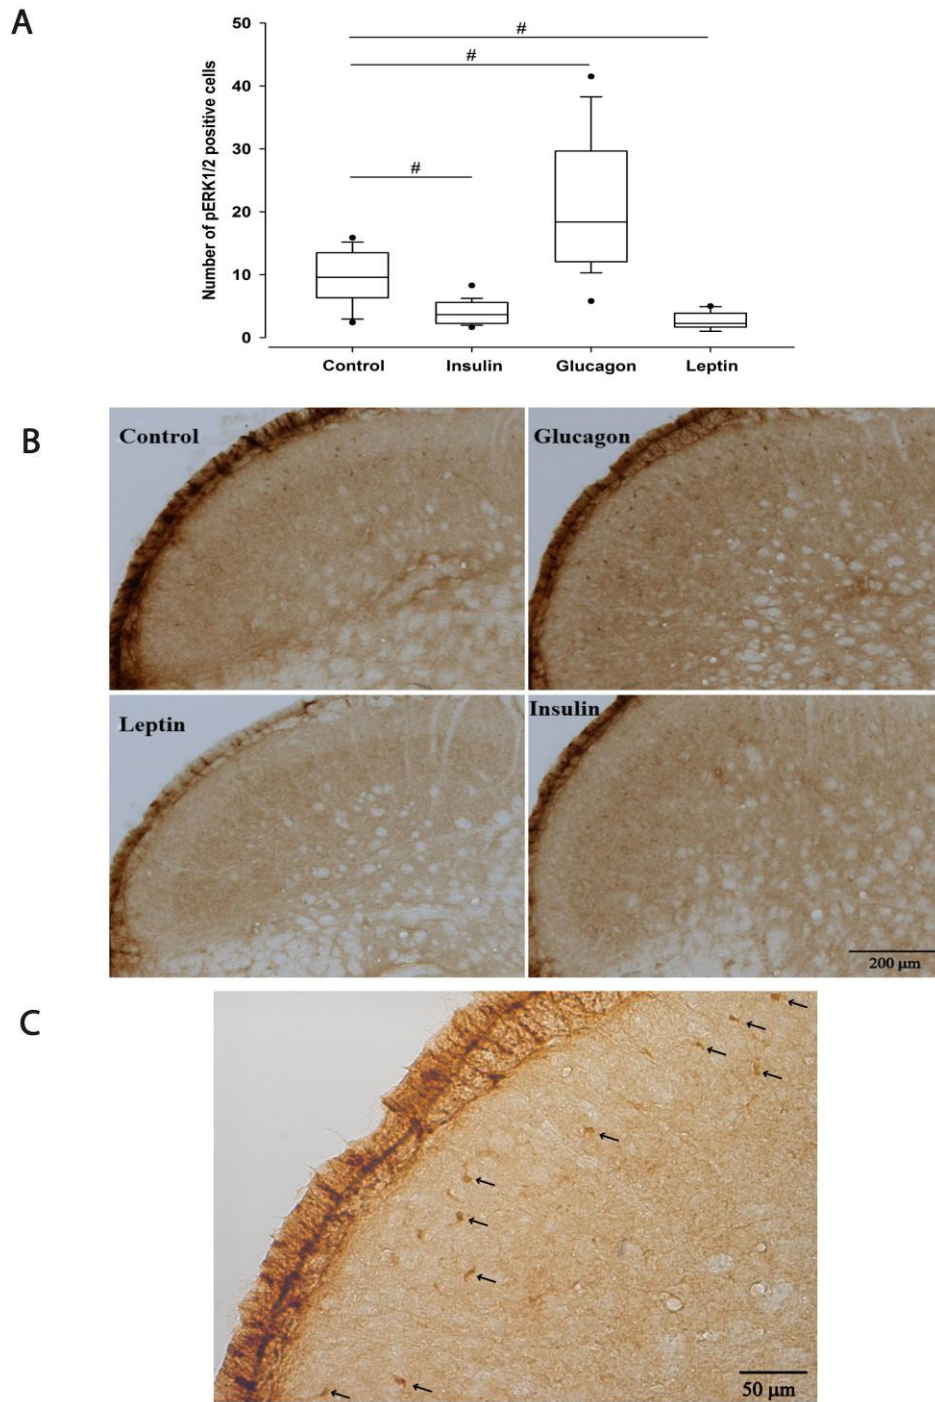 A
50
#
#
40
30
#
20
10
0
Number of pERK1/2 positive cells
Control Insulin Glucagon Leptin
B
Control
Glucagon
Leptin
Insulin
200 μm
C
50 μm